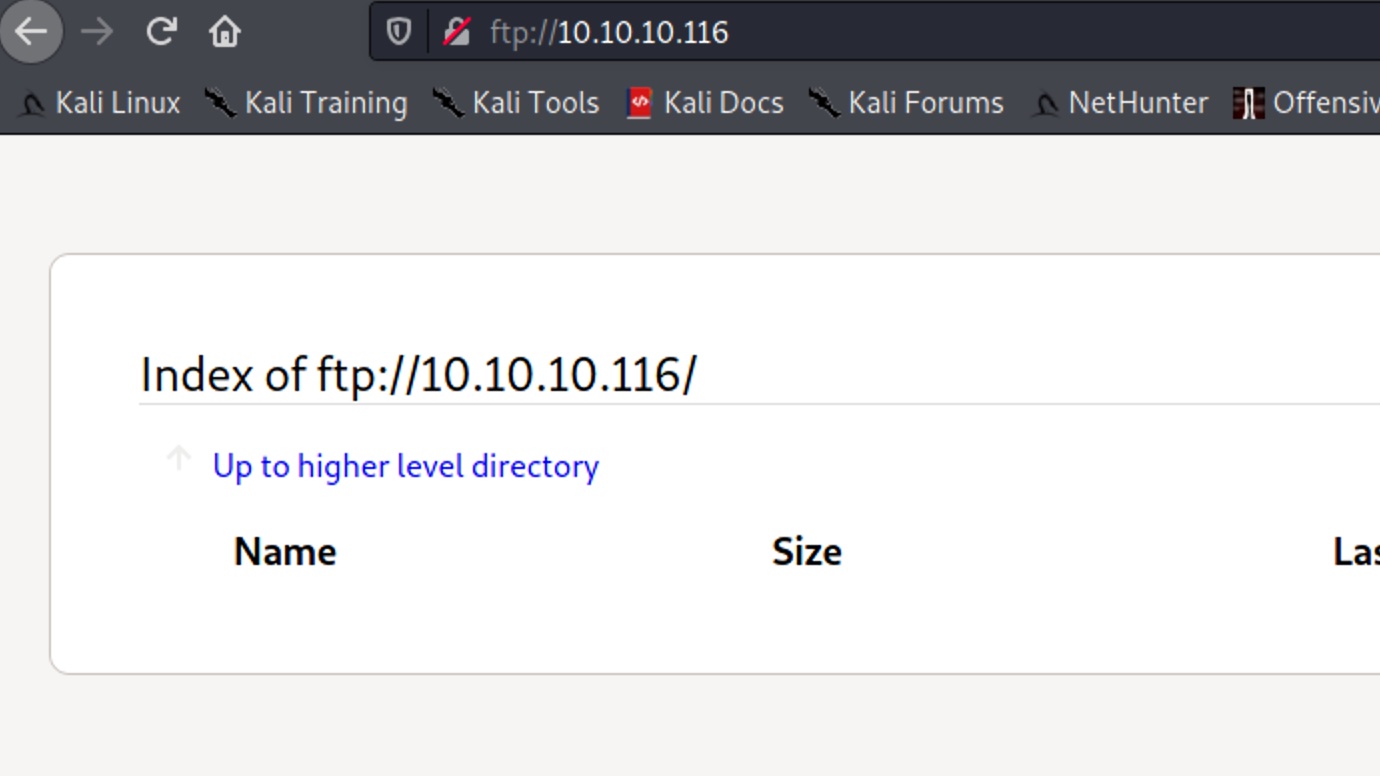 ftp://10.10.10.116
Kali Linux Kali Training Kali Tools Kali Docs Kali Forums NetHunter Offensiv
Index of ftp://10.10.10.116/
Up to higher level directory
Name Size Las